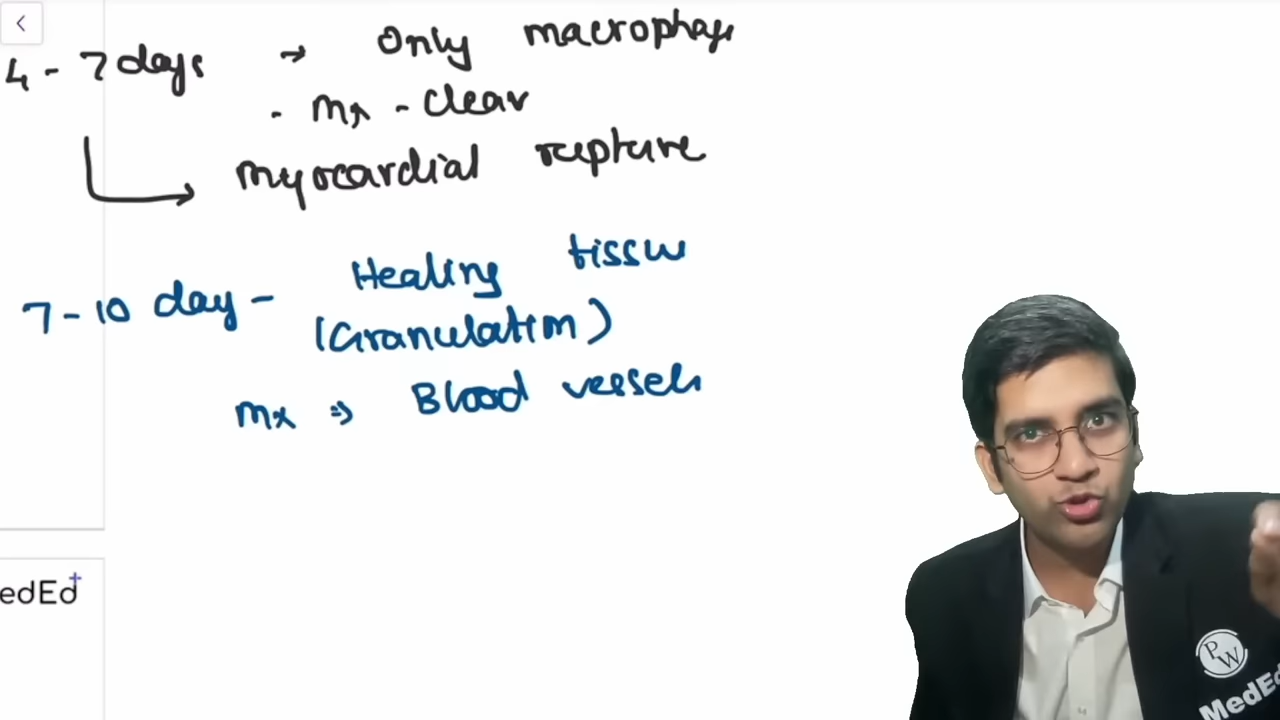 4 - 7 days → Only macrophage
- Mx - clear
myocardial rupture
7 - 10 day - Healing tissue
(Granulation)
Mx ⇒ Blood vessels
edEd+
PW
MedEd